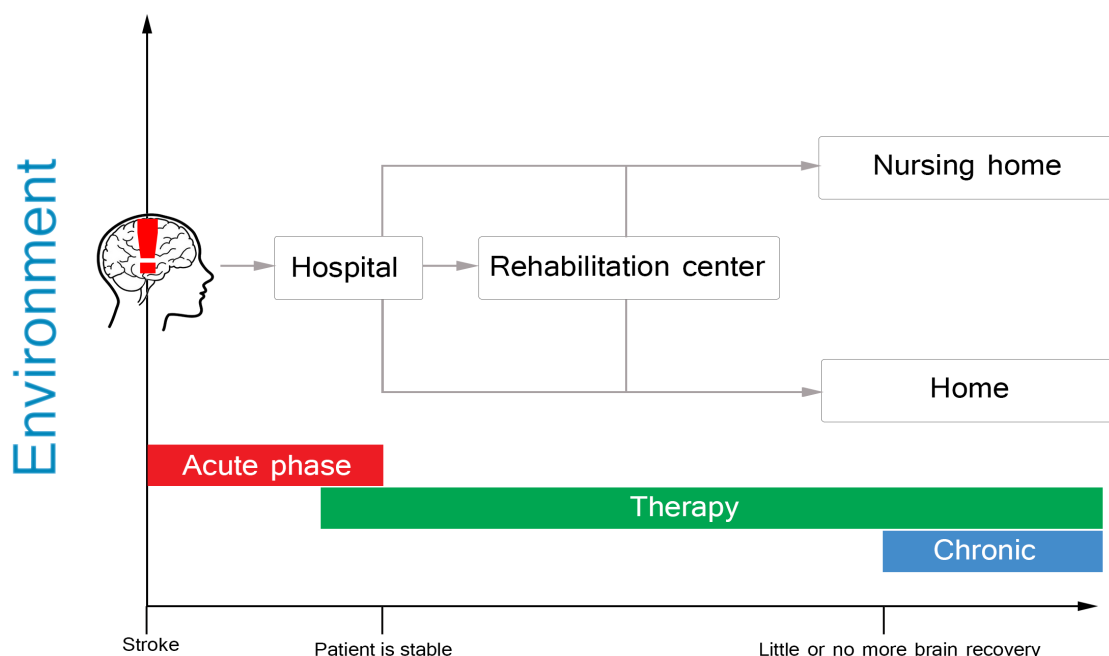 Environment
Nursing home
Hospital
Rehabilitation center
Home
Acute phase
Therapy
Chronic
Stroke
Patient is stable
Little or no more brain recovery